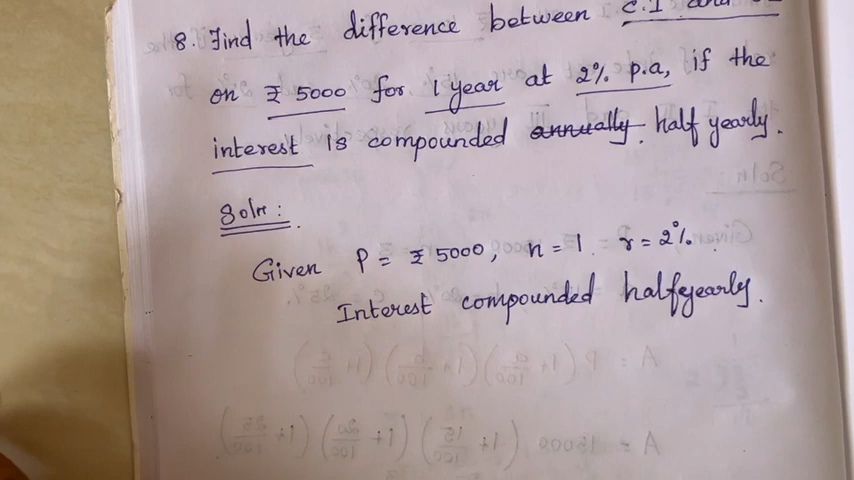 8. Find the difference between C.I and
on ₹ 5000 for 1 year at 2% p.a, if the
interest is compounded annually. half yearly.
Soln:
Given P = ₹ 5000, n = 1. r = 2%.
Interest compounded halfyearly.